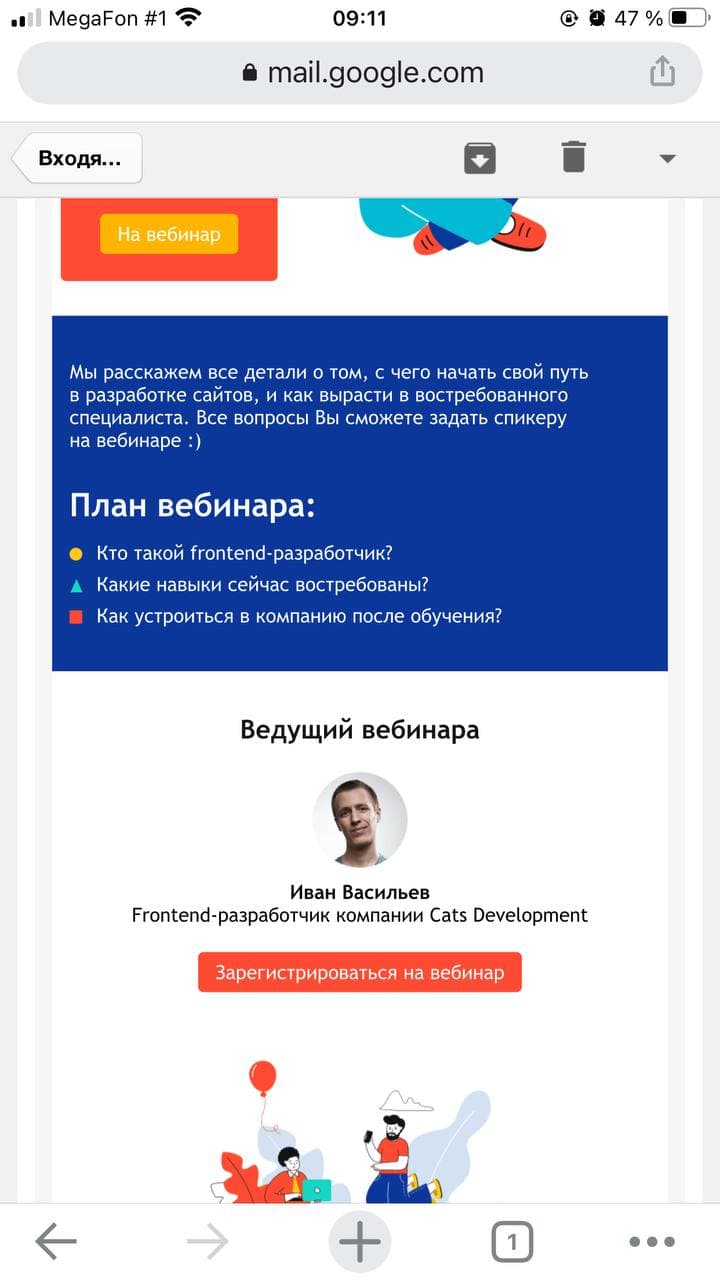 MegaFon #1 09:11 47 %
mail.google.com
Входя...
На вебинар
Мы расскажем все детали о том, с чего начать свой путь
в разработке сайтов, и как вырасти в востребованного
специалиста. Все вопросы Вы сможете задать спикеру
на вебинаре :)
План вебинара:
Кто такой frontend-разработчик?
Какие навыки сейчас востребованы?
Как устроиться в компанию после обучения?
Ведущий вебинара
Иван Васильев
Frontend-разработчик компании Cats Development
Зарегистрироваться на вебинар
1